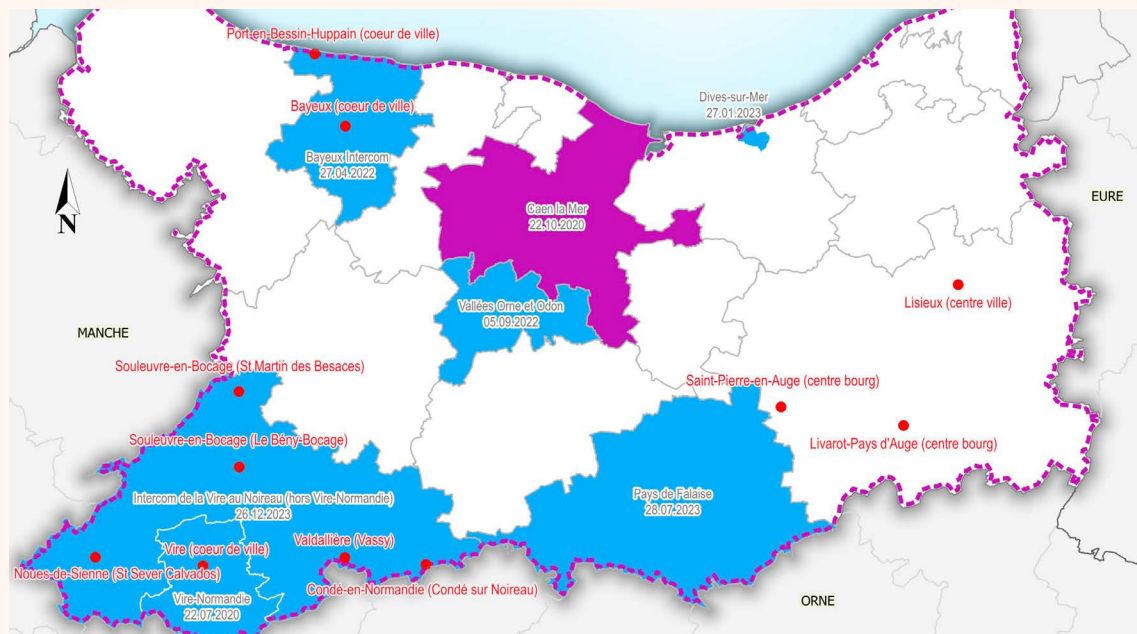 Port-en-Bessin-Huppain (coeur de ville)
Bayeux (coeur de ville)
Bayeux Intercom
27.04.2022
Dives-sur-Mer
27.01.2023
Caen la Mer
22.10.2020
EURE
N
Vallées Orne et Odon
05.09.2022
Lisieux (centre ville)
MANCHE
Souleuvre-en-Bocage (St Martin des Besaces)
Saint-Pierre-en-Auge (centre bourg)
Souleuvre-en-Bocage (Le Bény-Bocage)
Livarot-Pays d'Auge (centre bourg)
Intercom de la Vire au Noireau (hors Vire-Normandie)
26.12.2023
Pays de Falaise
28.07.2023
Vire (coeur de ville)
Valdallière (Vassy)
Noues-de-Sienne (St Sever Calvados)
Condé-en-Normandie (Condé sur Noireau)
Vire-Normandie
22.07.2020
ORNE